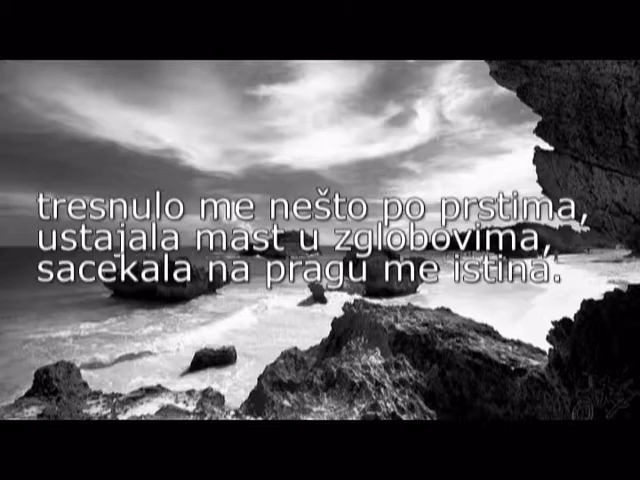 tresnulo me nešto po prstima,
ustajala mast u zglobovima,
sacekala na pragu me istina.